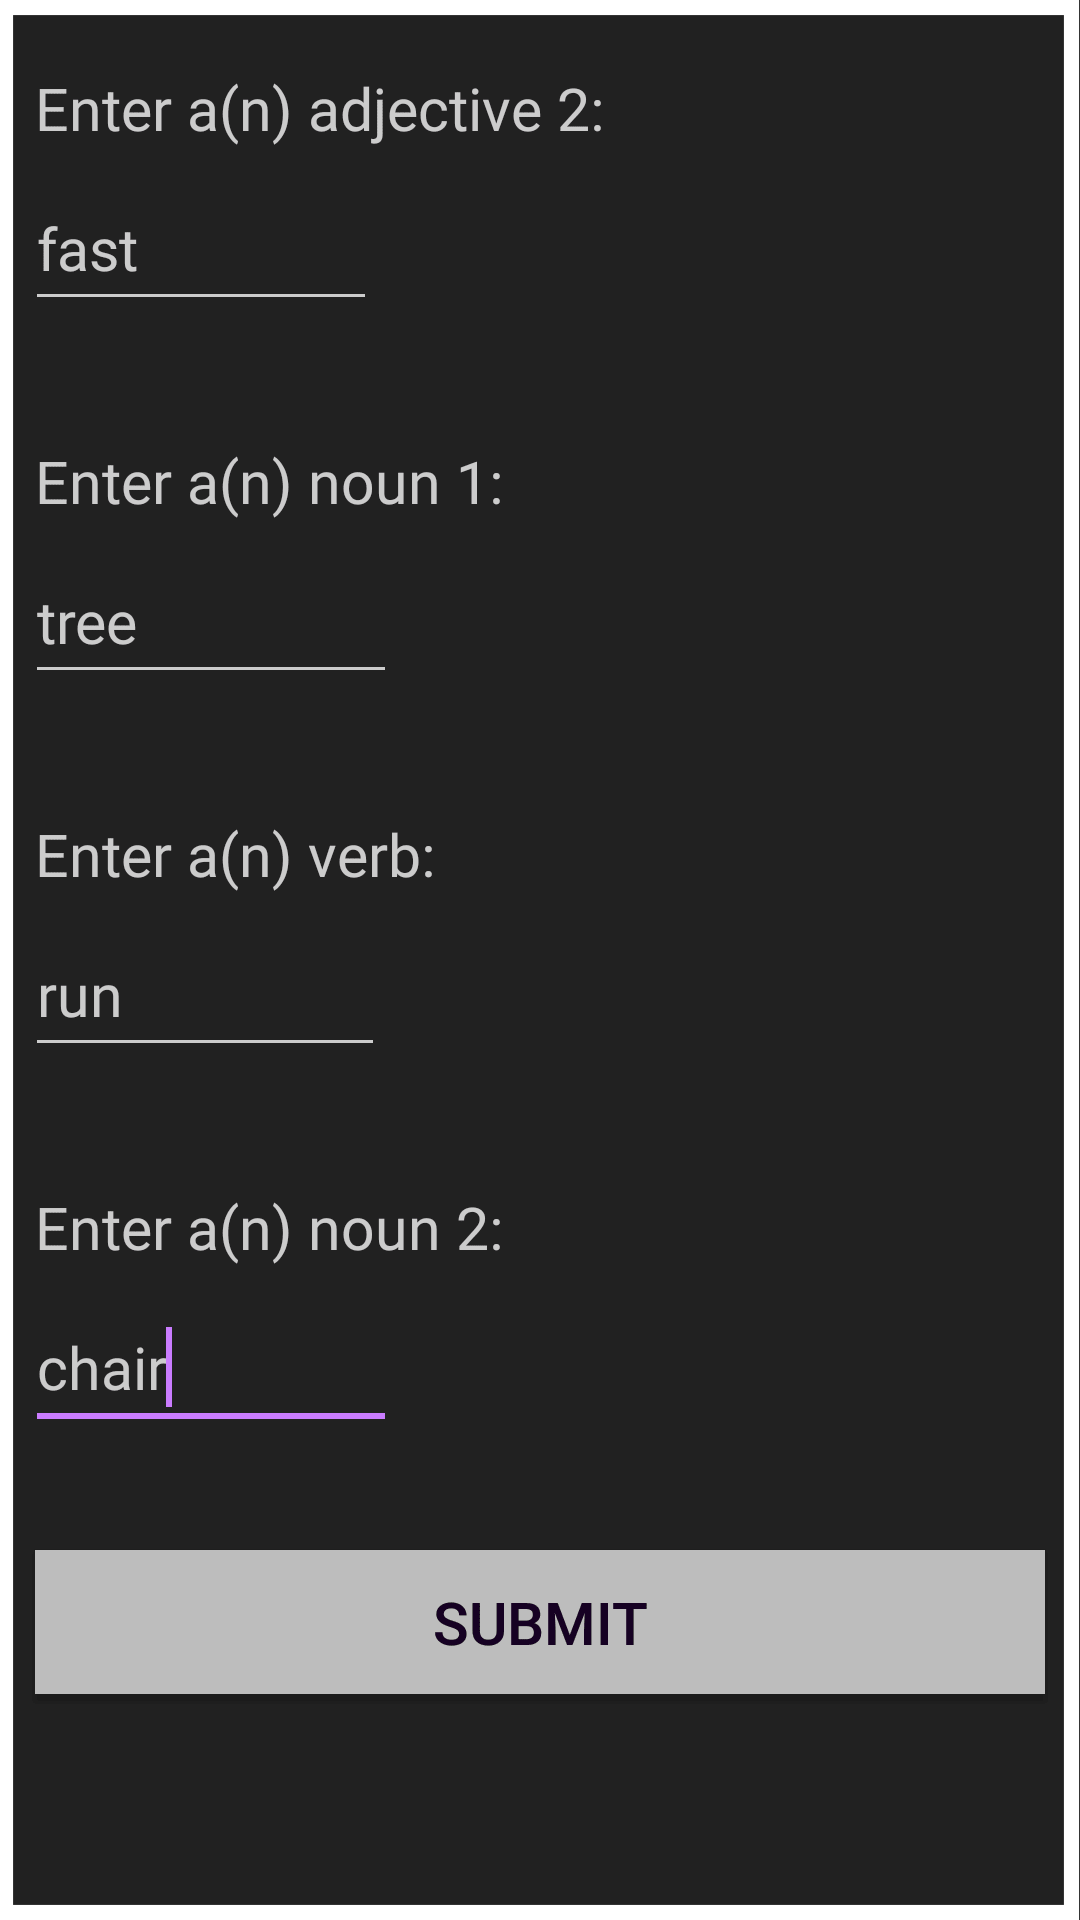 Enter a(n) adjective 2:
fast
Enter a(n) noun 1:
tree
Enter a(n) verb:
run
Enter a(n) noun 2:
chair
SUBMIT